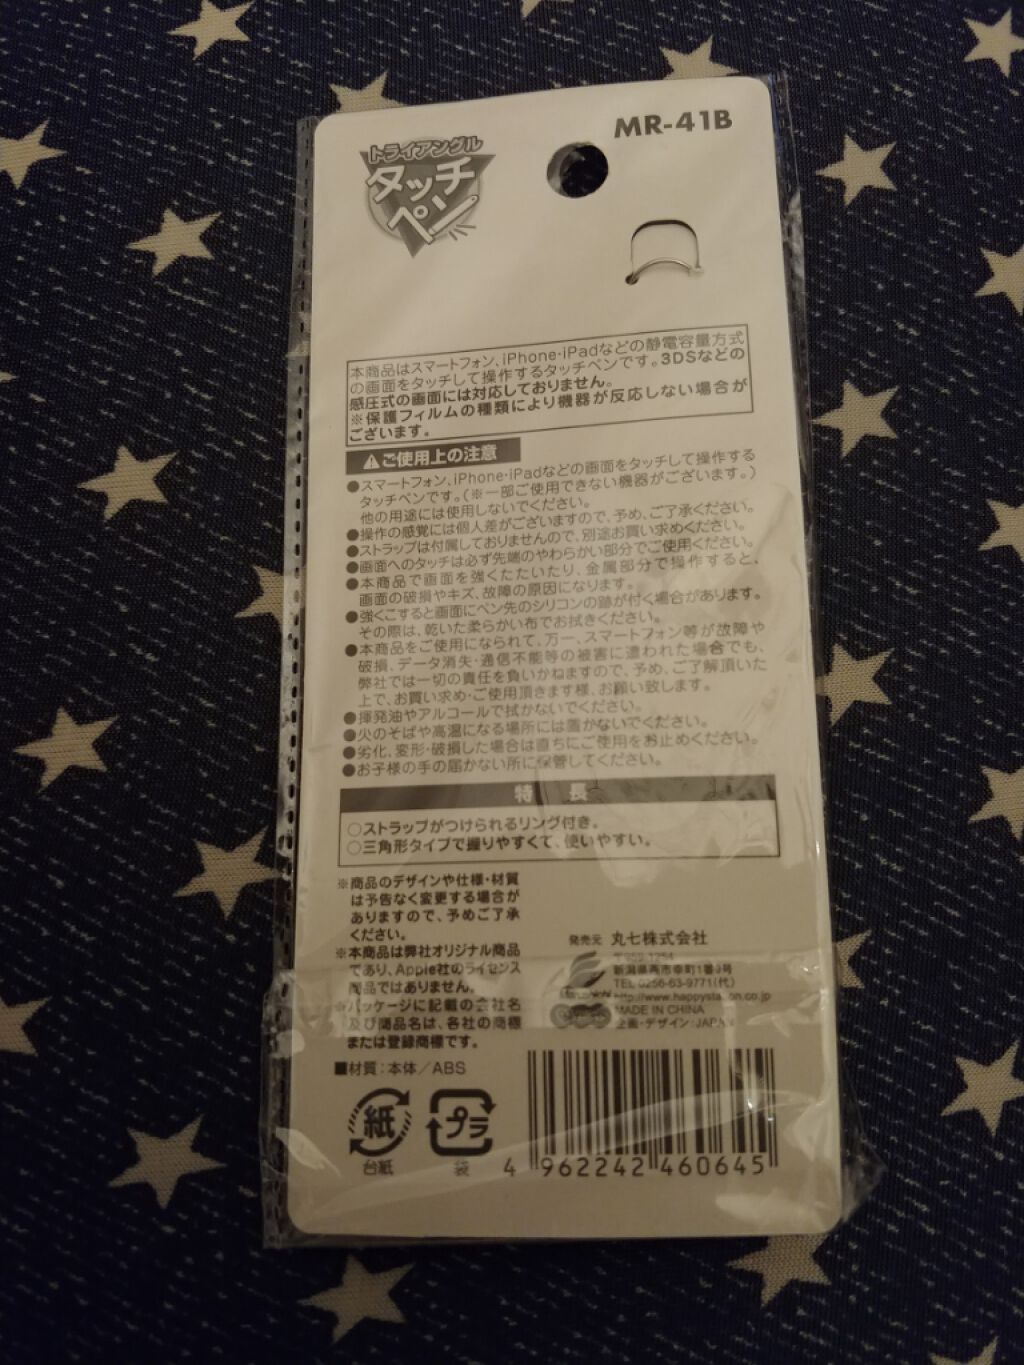 MR-41B
トライアングル
タッチ
ペン
本商品はスマートフォン、iPhone・iPadなどの静電容量方式
の画面をタッチして操作するタッチペンです。3DSなどの
感圧式の画面には対応しておりません。
※保護フィルムの種類により機器が反応しない場合が
ございます。
ご使用上の注意
●スマートフォン、iPhone・iPadなどの画面をタッチして操作する
タッチペンです。(※一部ご使用できない機器がございます。)
他の用途には使用しないでください。
●操作の感覚には個人差がございますので、予め、ご了承ください。
●ストラップは付属しておりませんので、別途お買い求めください。
●画面へのタッチは必ず先端のやわらかい部分でご使用ください。
●本商品で画面を強くたたいたり、金属部分で操作すると、
画面の破損やキズ、故障の原因になります。
●強くこすると画面にペン先のシリコンの跡が付く場合があります。
その際は、乾いた柔らかい布でお拭きください。
●本商品をご使用になられて、万一、スマートフォン等が故障や
破損、データ消失・通信不能等の被害に遭われた場合でも、
弊社では一切の責任を負いかねますので、予め、ご了解頂いた
上で、お買い求め・ご使用頂きます様、お願い致します。
●揮発油やアルコールで拭かないでください。
●火のそばや高温になる場所には置かないでください。
●劣化、変形・破損した場合は直ちにご使用をお止めください。
●お子様の手の届かない所に保管してください。
特 長
○ストラップがつけられるリング付き。
○三角形タイプで握りやすくて、使いやすい。
※商品のデザインや仕様・材質
は予告なく変更する場合が
ありますので、予めご了承
ください。
※本商品は弊社オリジナル商品
であり、Apple社のライセンス
商品ではありません。
※パッケージに記載の会社名
及び商品名は、各社の商標
または登録商標です。
■材質:本体/ABS
発売元 丸七株式会社
〒959-1254
新潟県燕市幸町1番3号
TEL 0256-63-9771(代)
http://www.happystation.co.jp
MADE IN CHINA
企画・デザイン:JAPAN
紙
台紙
プラ
袋
4 962242 460645